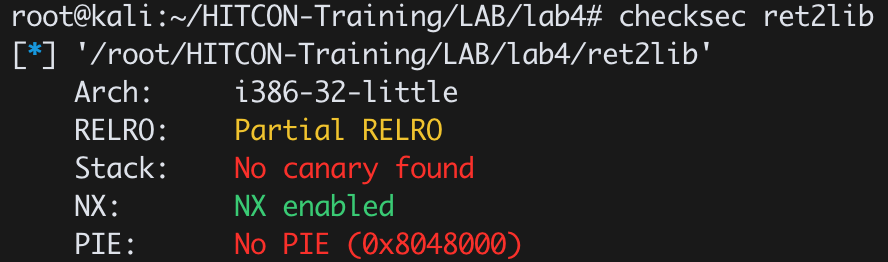 root@kali:~/HITCON-Training/LAB/lab4# checksec ret2lib
[*] '/root/HITCON-Training/LAB/lab4/ret2lib'
    Arch:     i386-32-little
    RELRO:    Partial RELRO
    Stack:    No canary found
    NX:       NX enabled
    PIE:      No PIE (0x8048000)